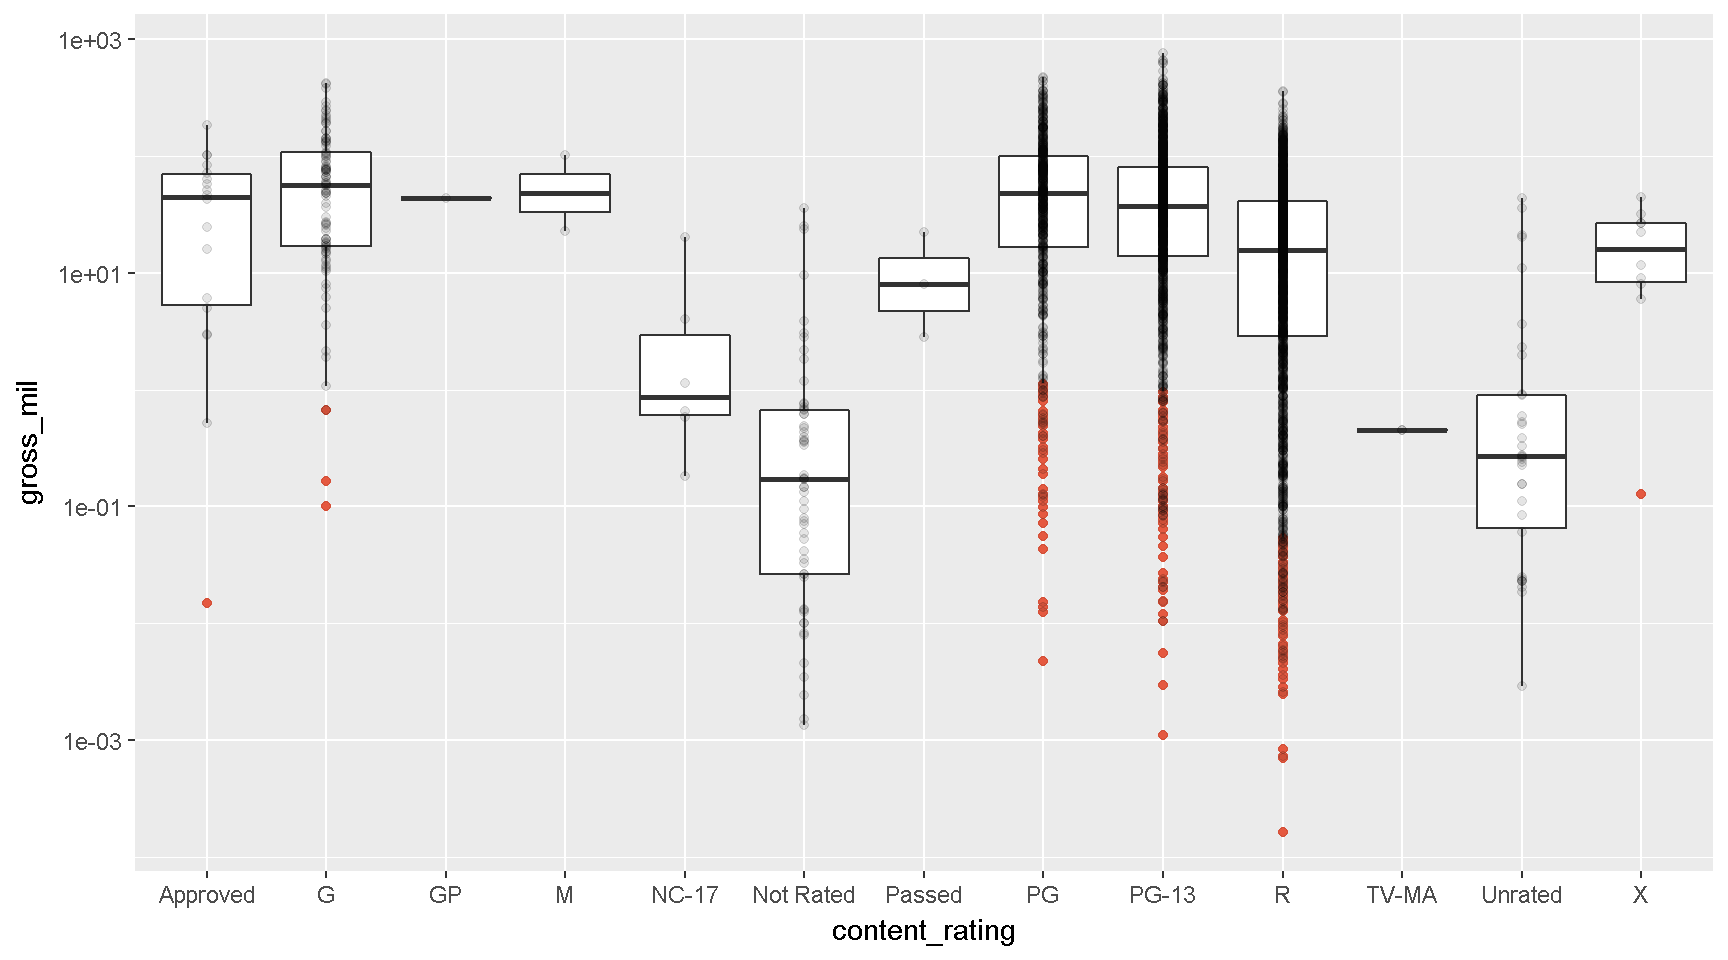 1e+03
1e+01
1e-01
1e-03
gross_mil
Approved G GP M NC-17 Not Rated Passed PG PG-13 R TV-MA Unrated X
content_rating